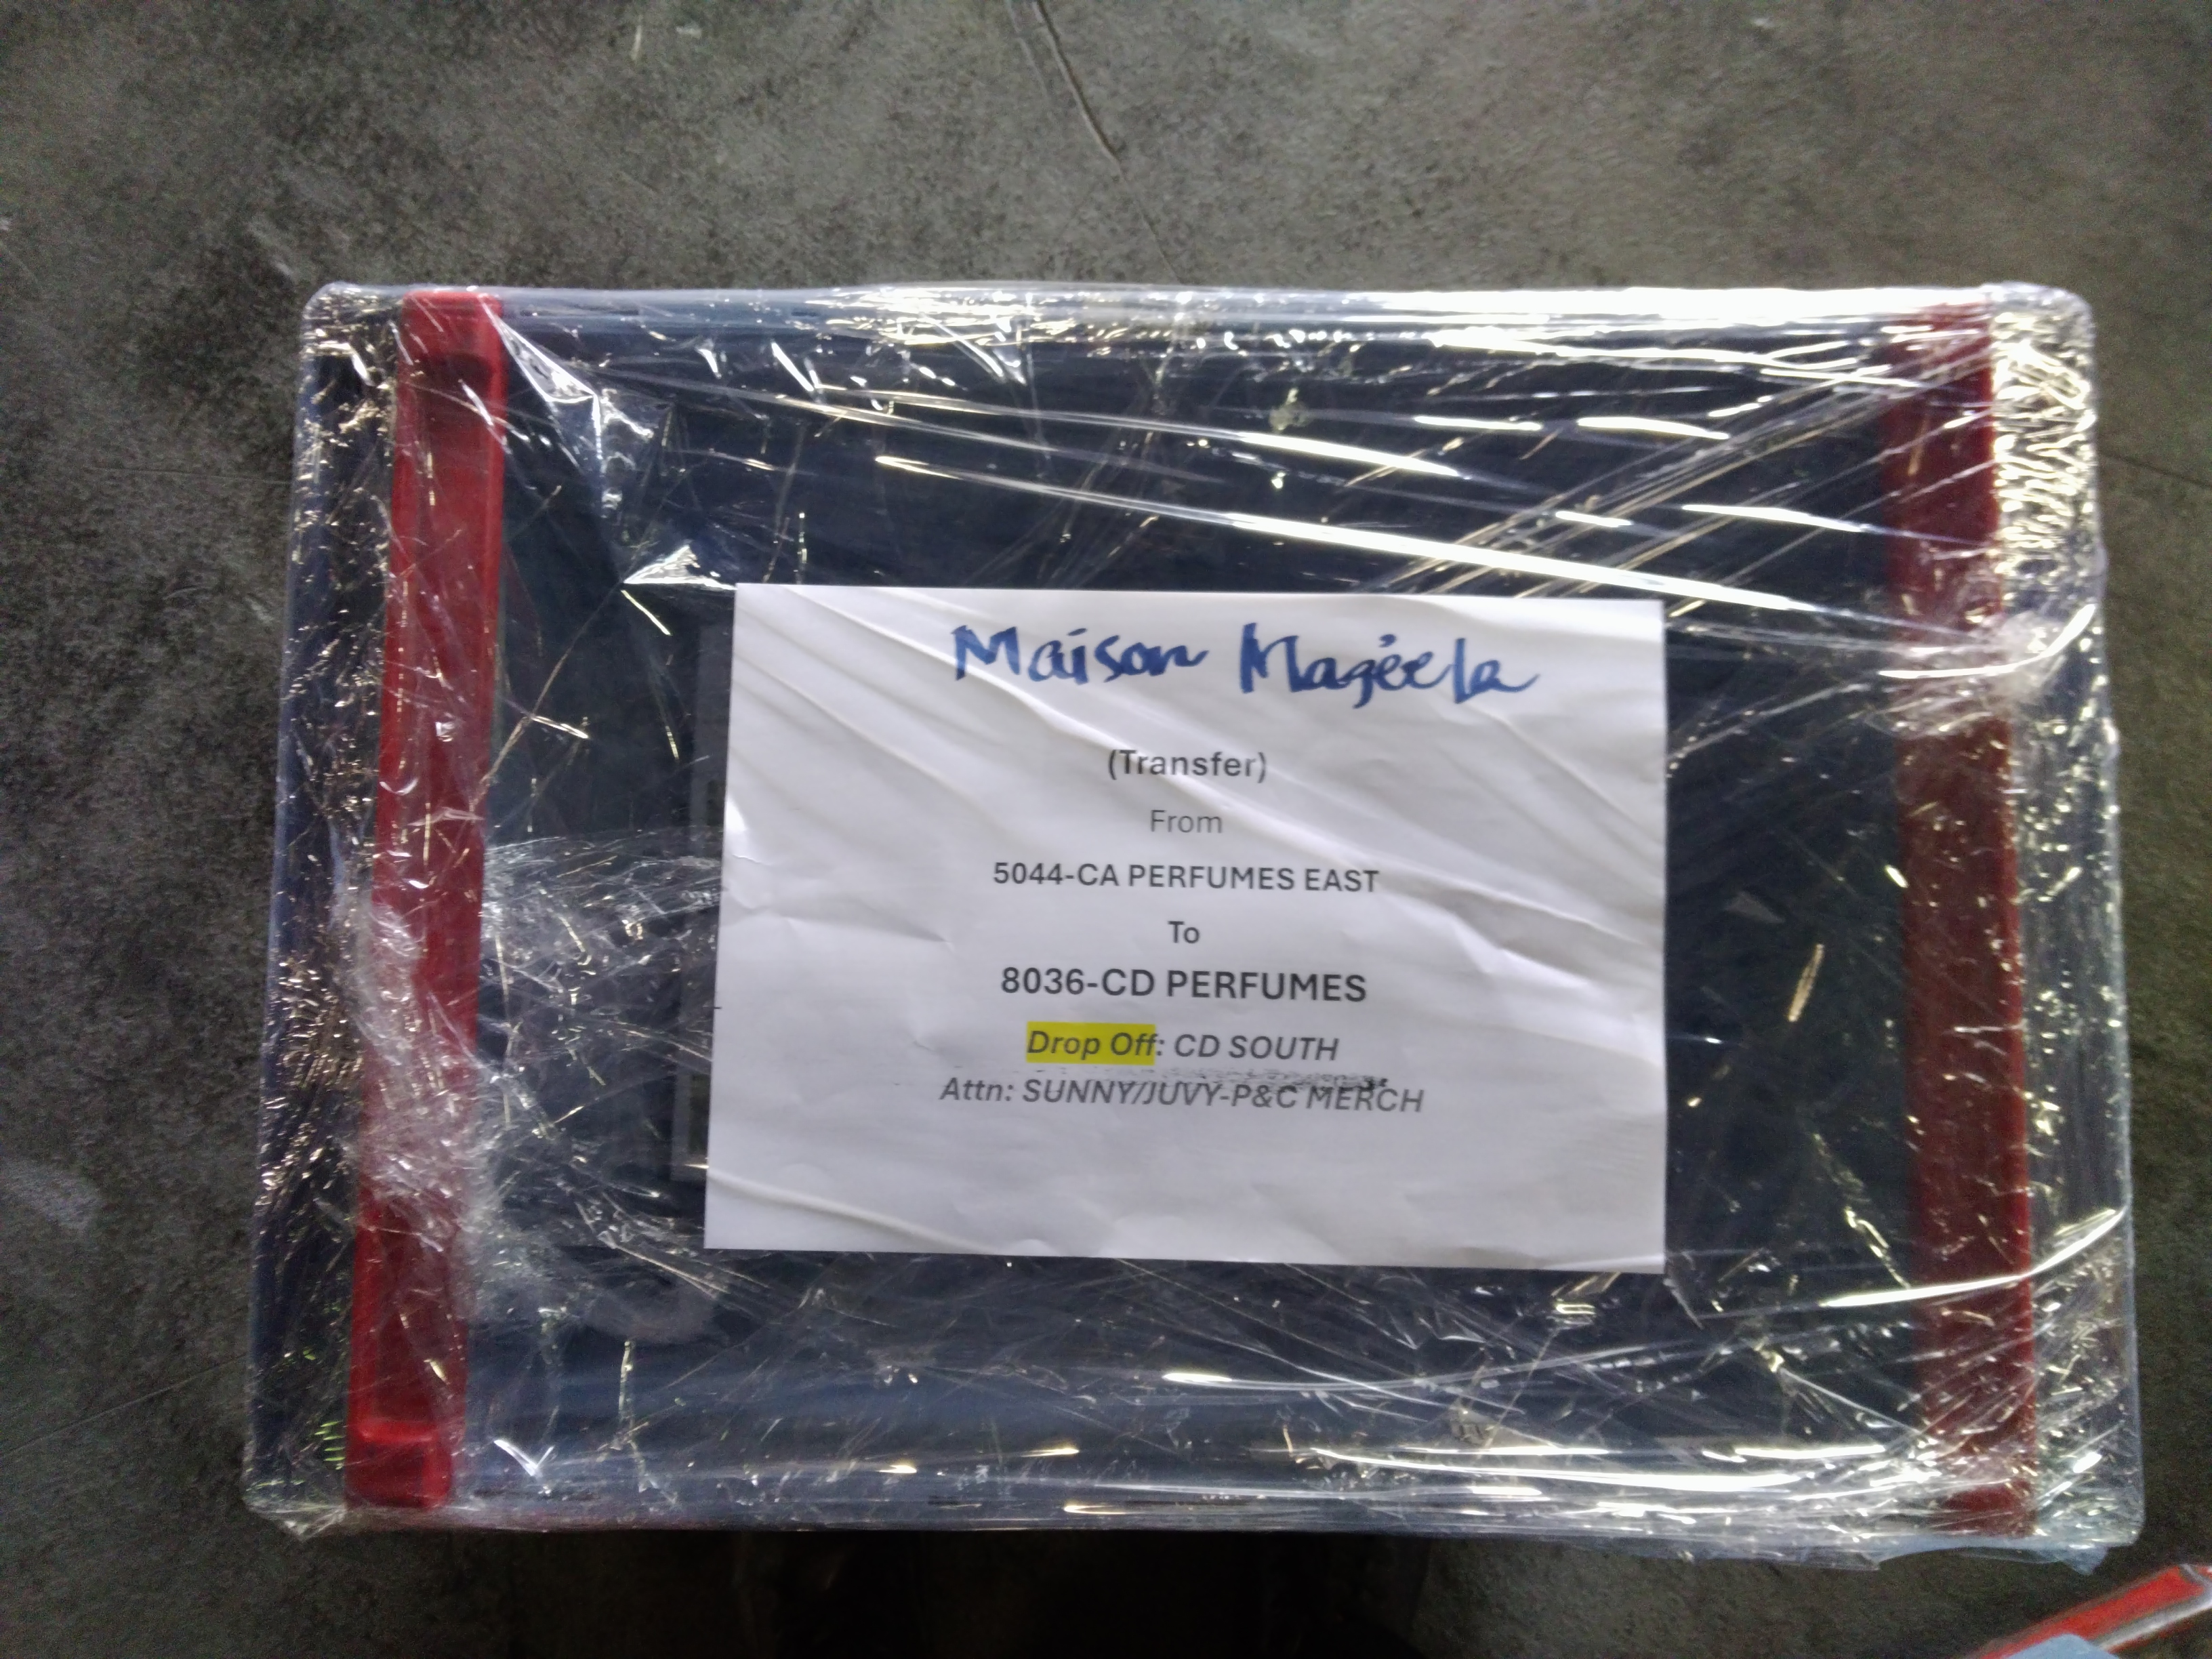 Maison
(Transfer)
From
5044-CA PERFUMES EAST
To
8036-CD PERFUMES
Drop Off: CD SOUTH
Attn: SUNNY/JUVY-P&C MERCH